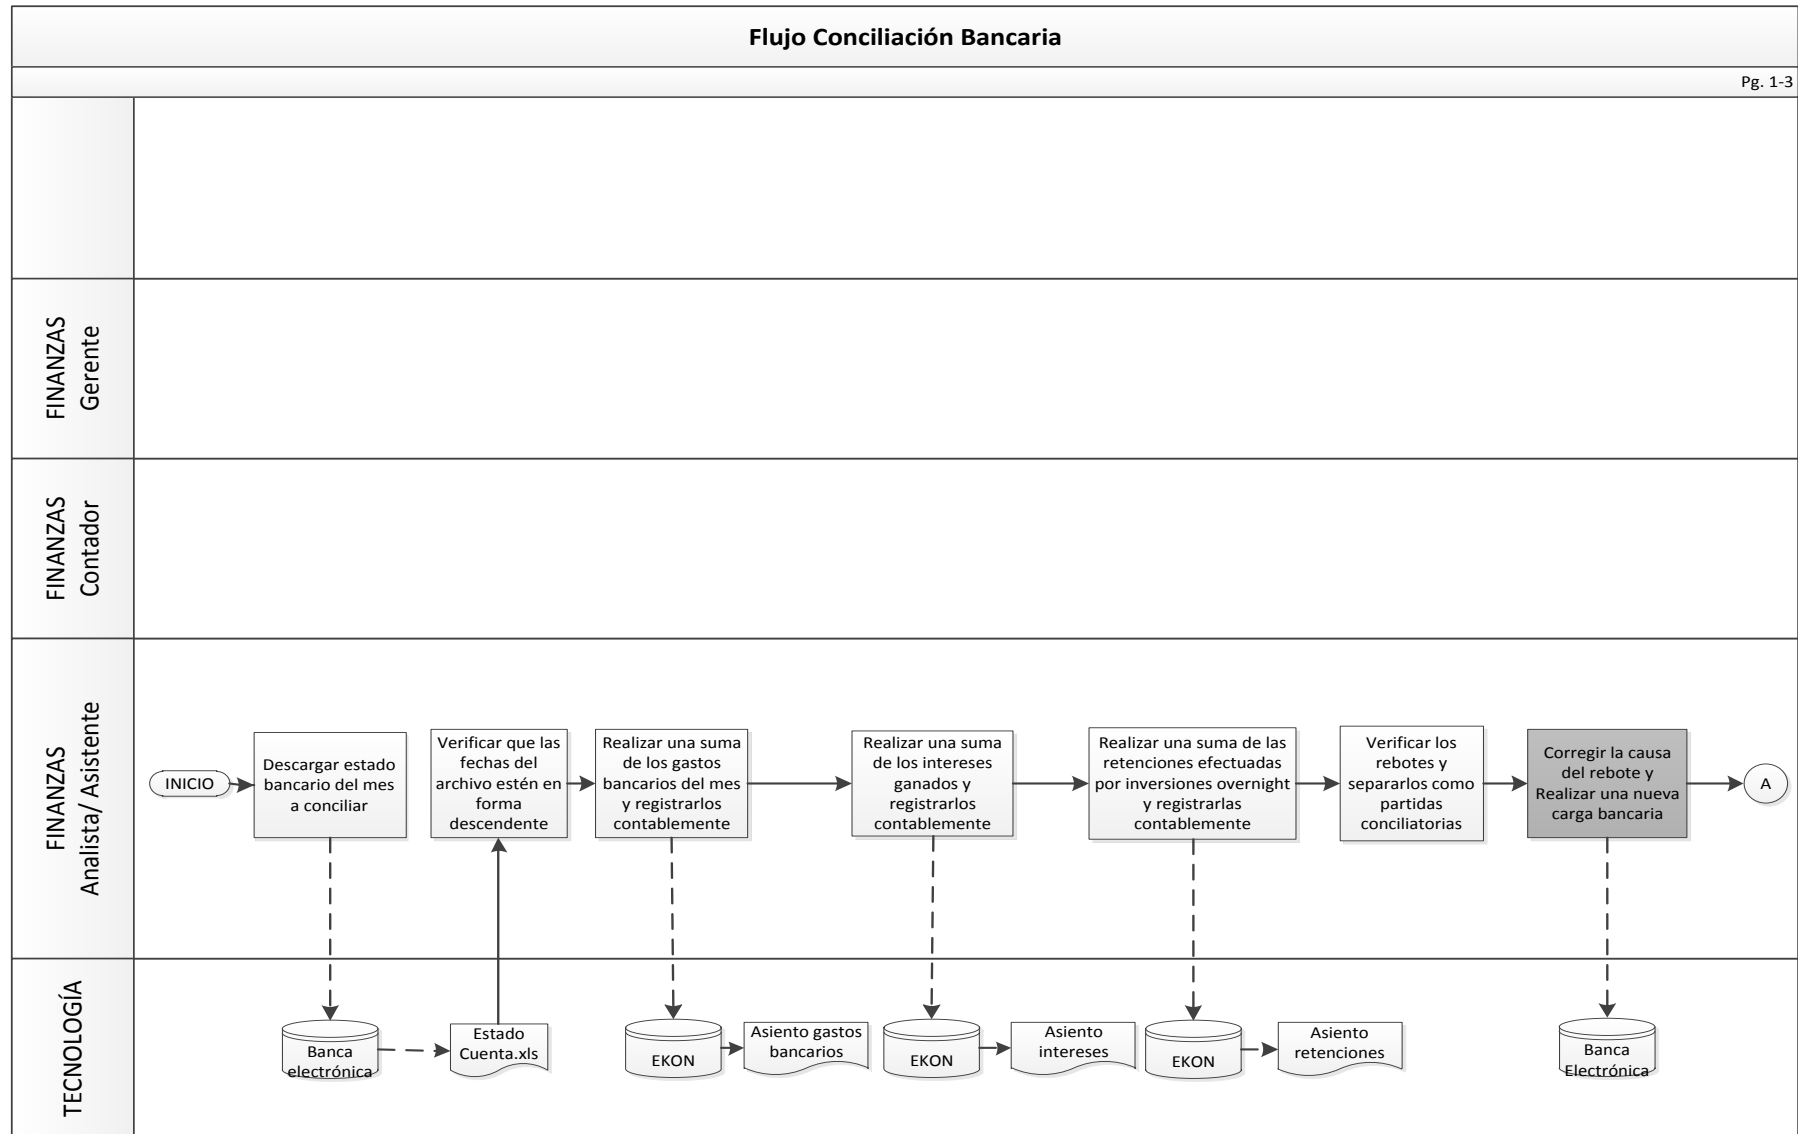 Flujo Conciliación Bancaria
Pg. 1-3
FINANZAS
Gerente
FINANZAS
Contador
FINANZAS
Analista/ Asistente
INICIO
Descargar estado
bancario del mes
a conciliar
Verificar que las
fechas del
archivo estén en
forma
descendente
Realizar una suma
de los gastos
bancarios del mes
y registrarlos
contablemente
Realizar una suma
de los intereses
ganados y
registrarlos
contablemente
Realizar una suma de las
retenciones efectuadas
por inversiones overnight
y registrarlas
contablemente
Verificar los
rebotes y
separarlos como
partidas
conciliatorias
Corregir la causa
del rebote y
Realizar una nueva
carga bancaria
A
TECNOLOGÍA
Banca
electrónica
Estado
Cuenta.xls
EKON
Asiento gastos
bancarios
EKON
Asiento
intereses
EKON
Asiento
retenciones
Banca
Electrónica